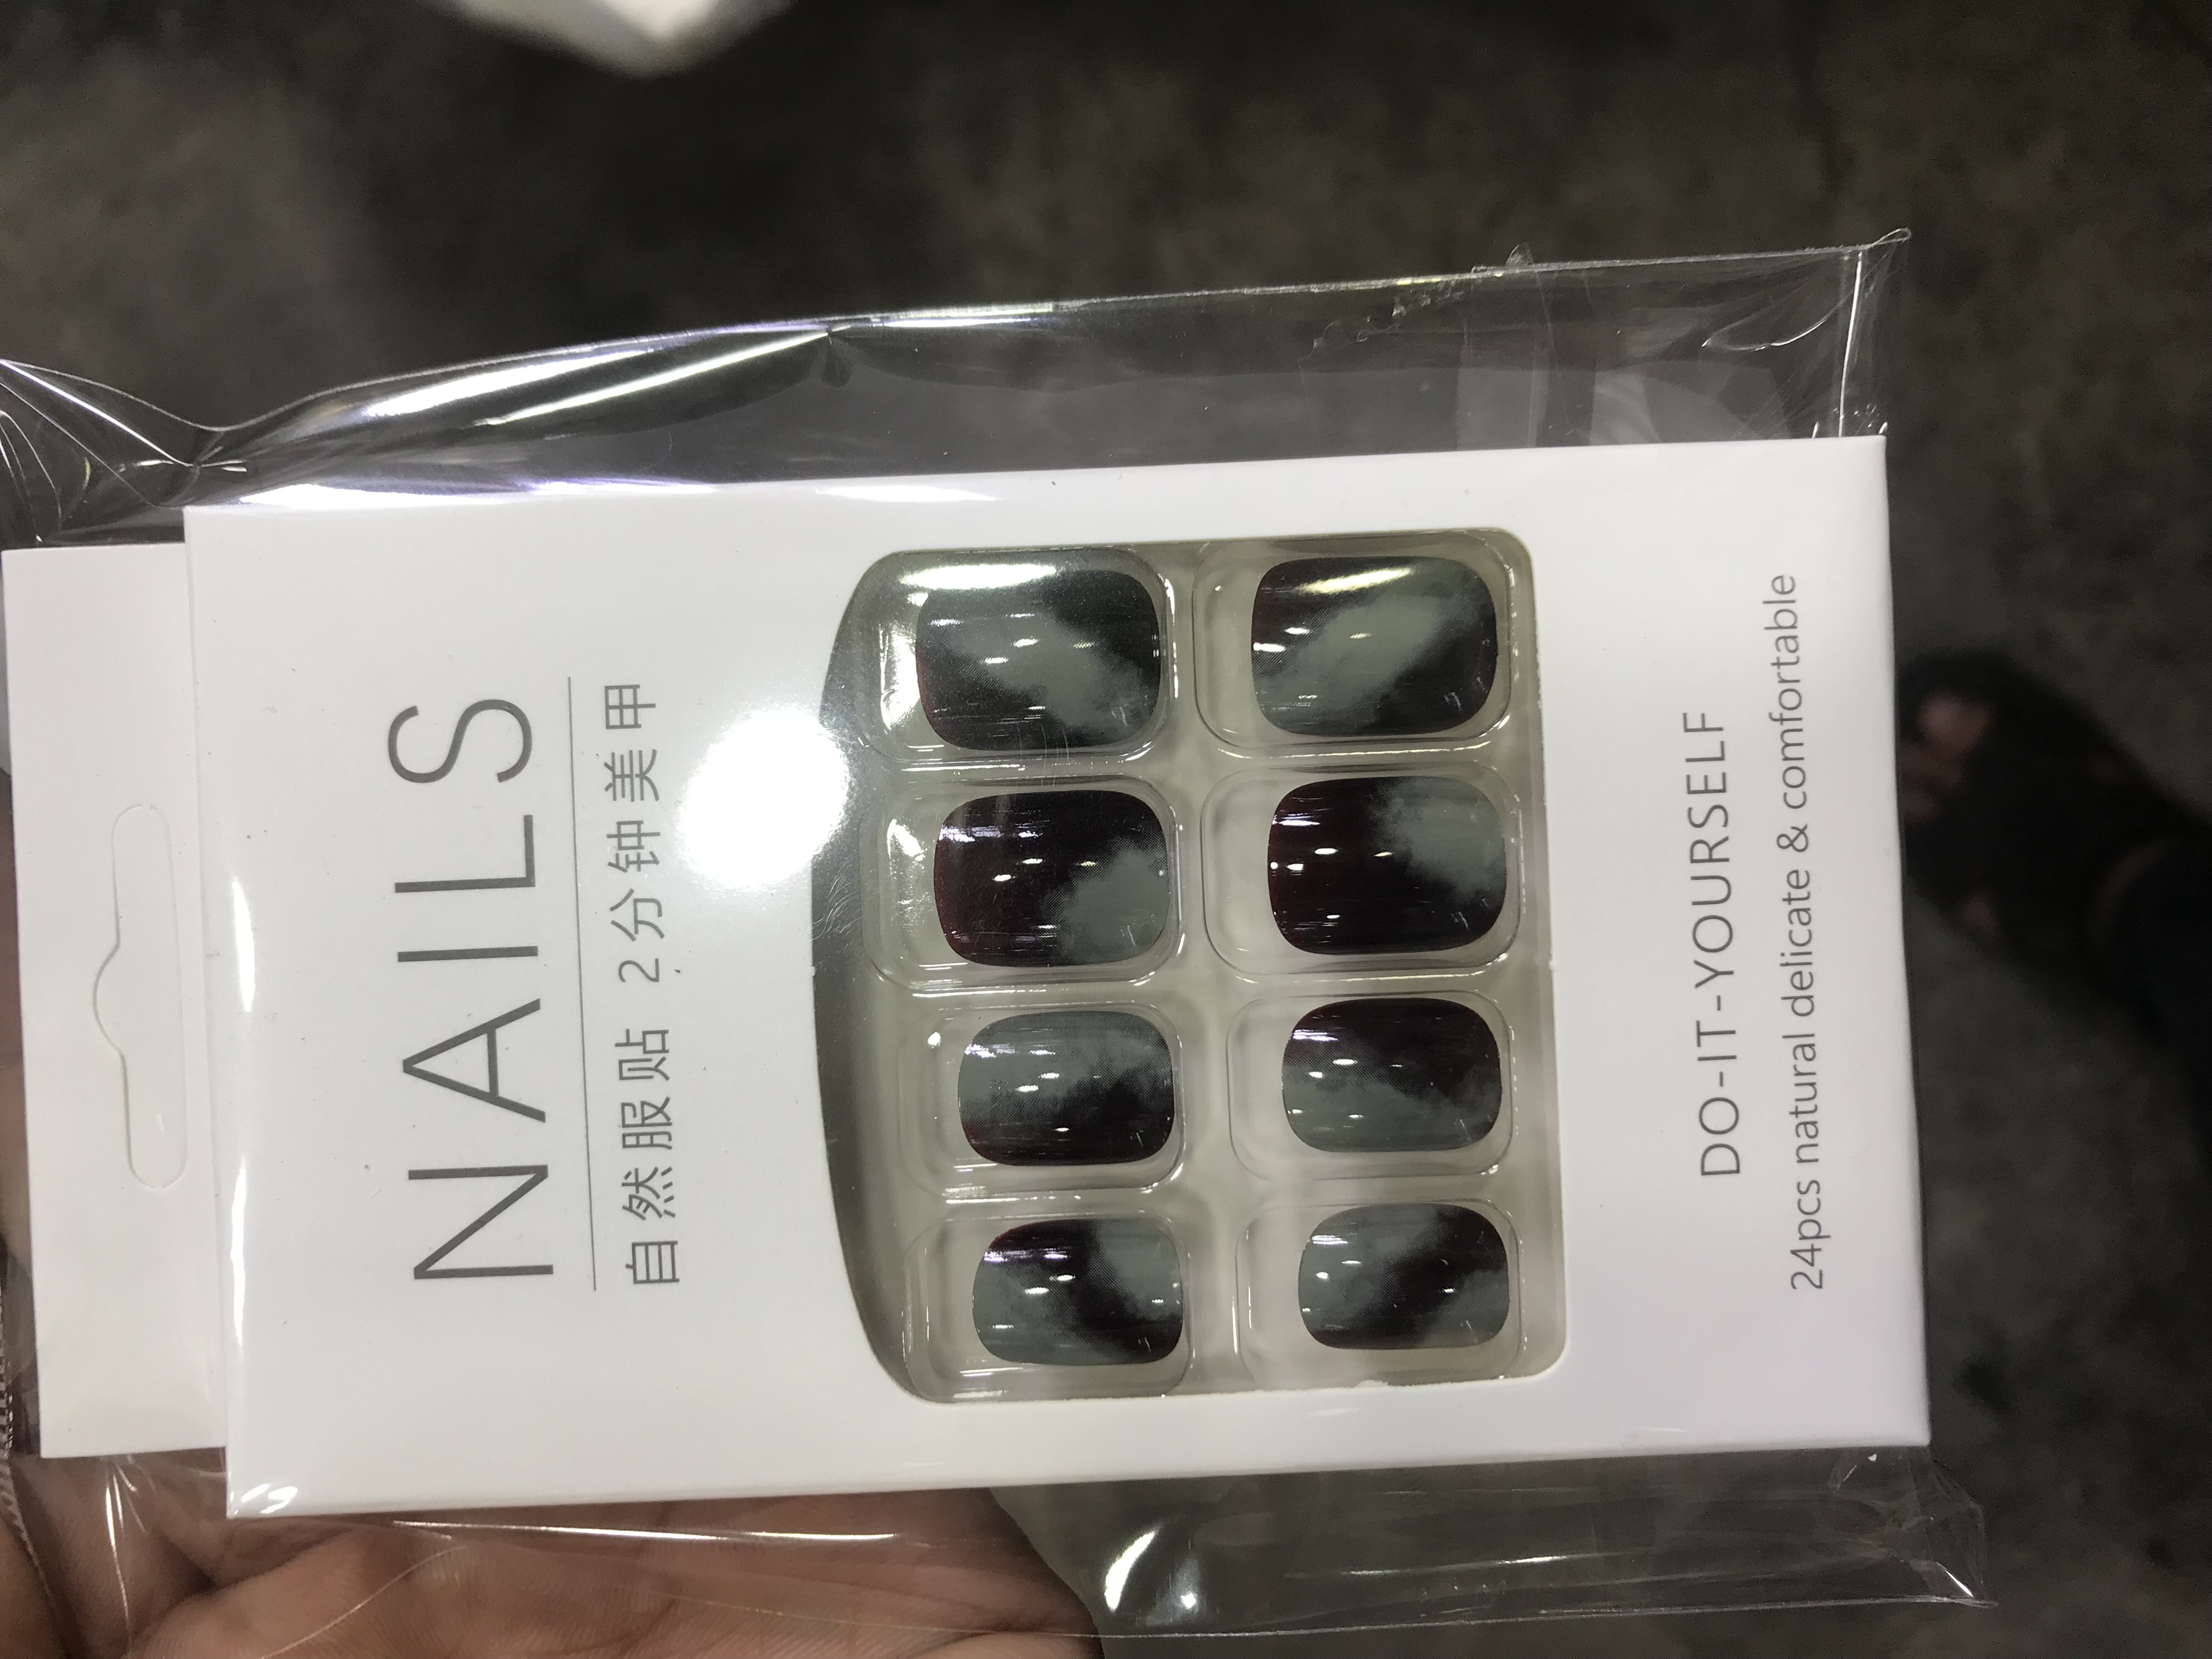 NAILS
自然服贴 2分钟美甲
DO-IT-YOURSELF
24pcs natural delicate & comfortable